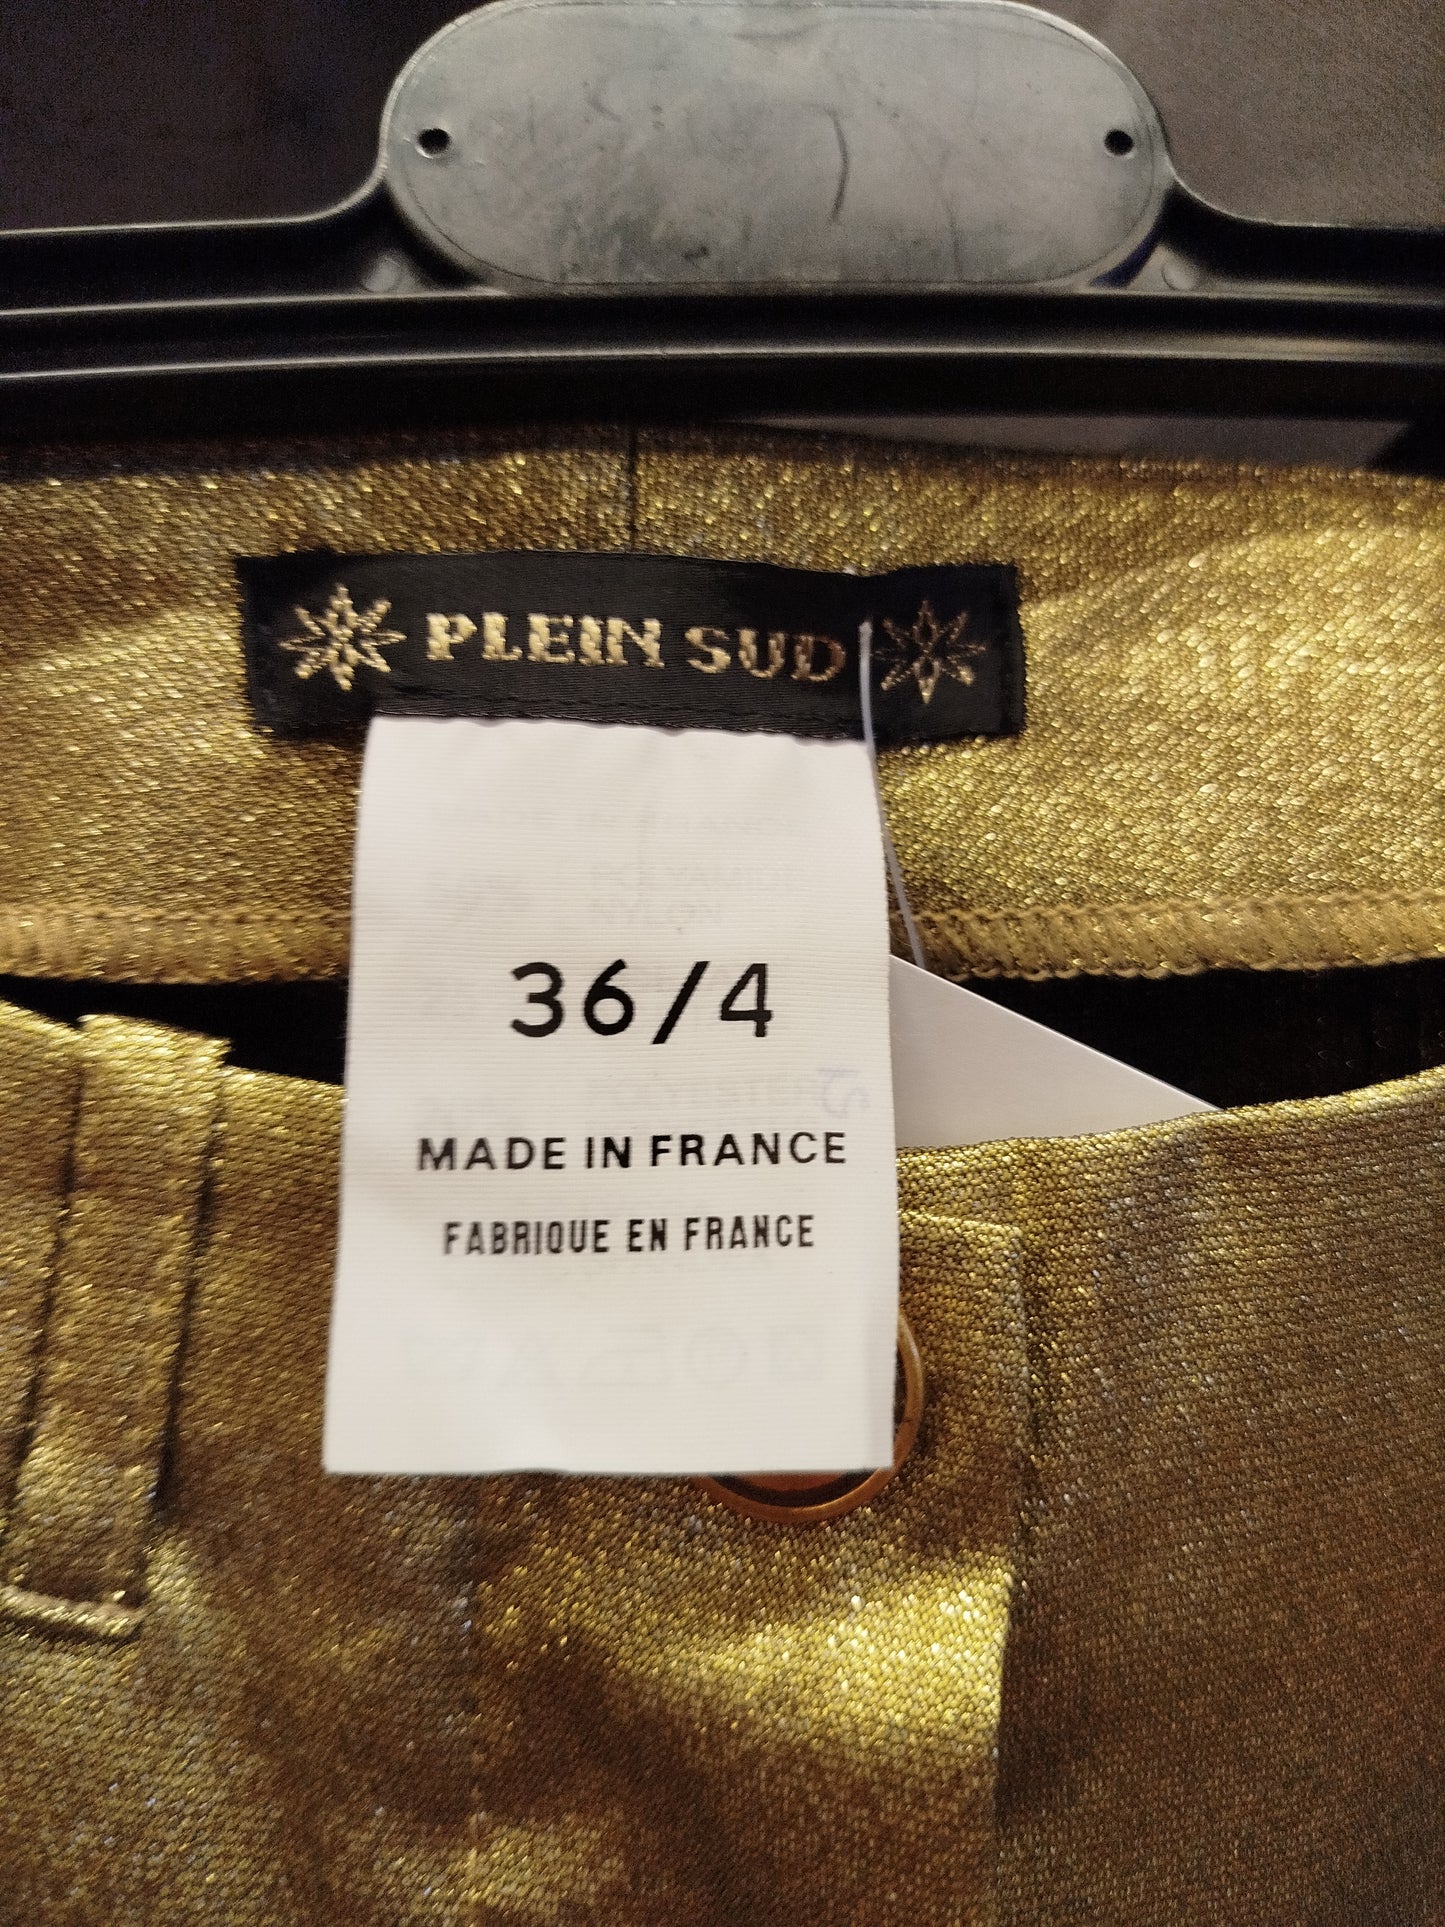 PLEIN SUD
36/4
MADE IN FRANCE
FABRIQUE EN FRANCE